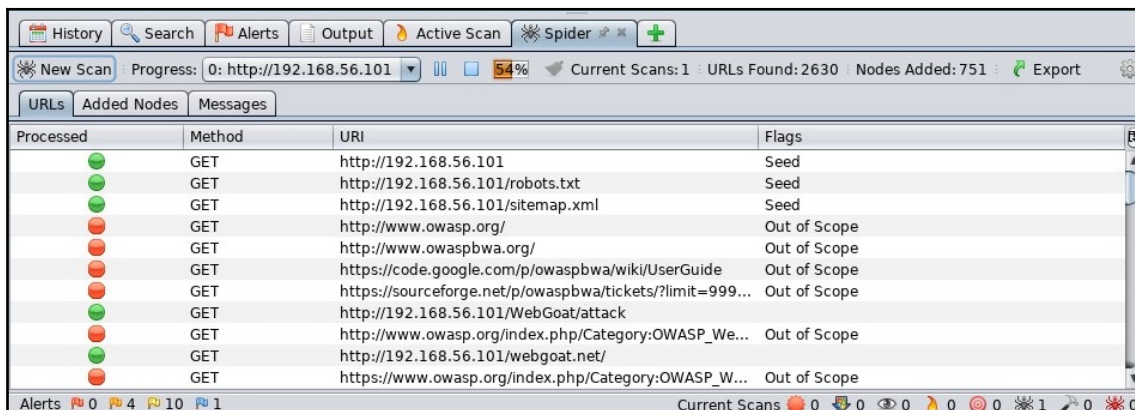 History Search Alerts Output Active Scan Spider
New Scan Progress: 0: http://192.168.56.101 54% Current Scans: 1 URLs Found: 2630 Nodes Added: 751 Export
URLs Added Nodes Messages
Processed Method URI Flags
GET http://192.168.56.101 Seed
GET http://192.168.56.101/robots.txt Seed
GET http://192.168.56.101/sitemap.xml Seed
GET http://www.owasp.org/ Out of Scope
GET http://www.owaspbwa.org/ Out of Scope
GET https://code.google.com/p/owaspbwa/wiki/UserGuide Out of Scope
GET https://sourceforge.net/p/owaspbwa/tickets/?limit=999... Out of Scope
GET http://192.168.56.101/WebGoat/attack
GET http://www.owasp.org/index.php/Category:OWASP_We... Out of Scope
GET http://192.168.56.101/webgoat.net/
GET https://www.owasp.org/index.php/Category:OWASP_W... Out of Scope
Alerts 0 4 10 1 Current Scans 0 0 0 0 0 1 0 0